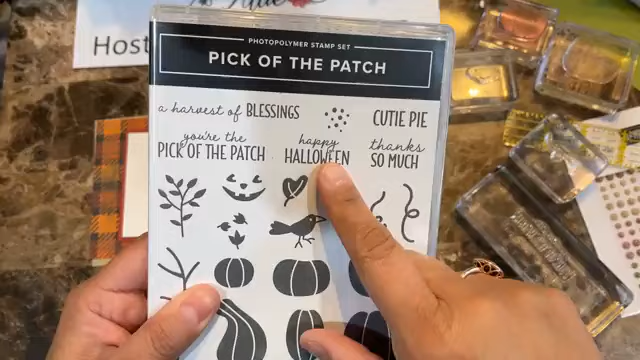 Host
PHOTOPOLYMER STAMP SET
PICK OF THE PATCH
a harvest of BLESSINGS
CUTIE PIE
you're the
PICK OF THE PATCH
happy
HALLOWEEN
thanks
SO MUCH